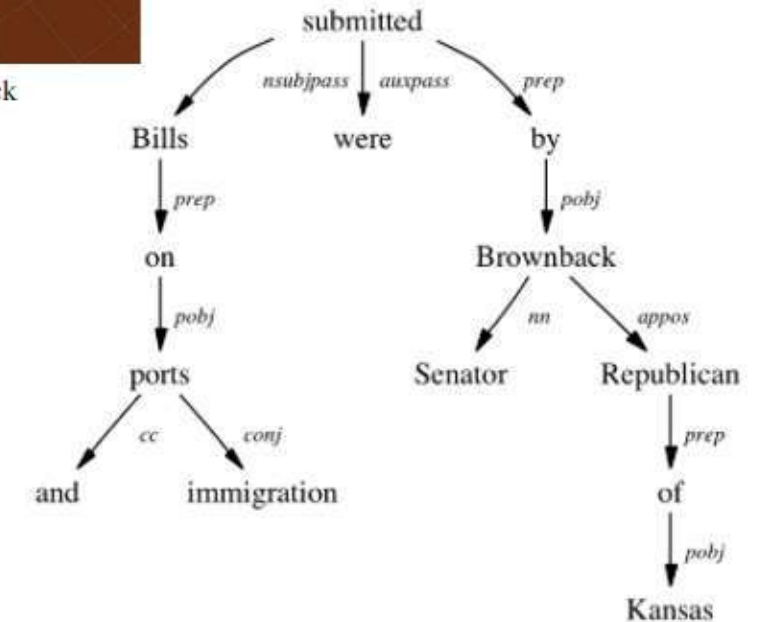 submitted
ck
nsubjpass auxpass prep
Bills were by
prep pobj
on Brownback
pobj nn appos
ports Senator Republican
cc conj prep
and immigration of
pobj
Kansas